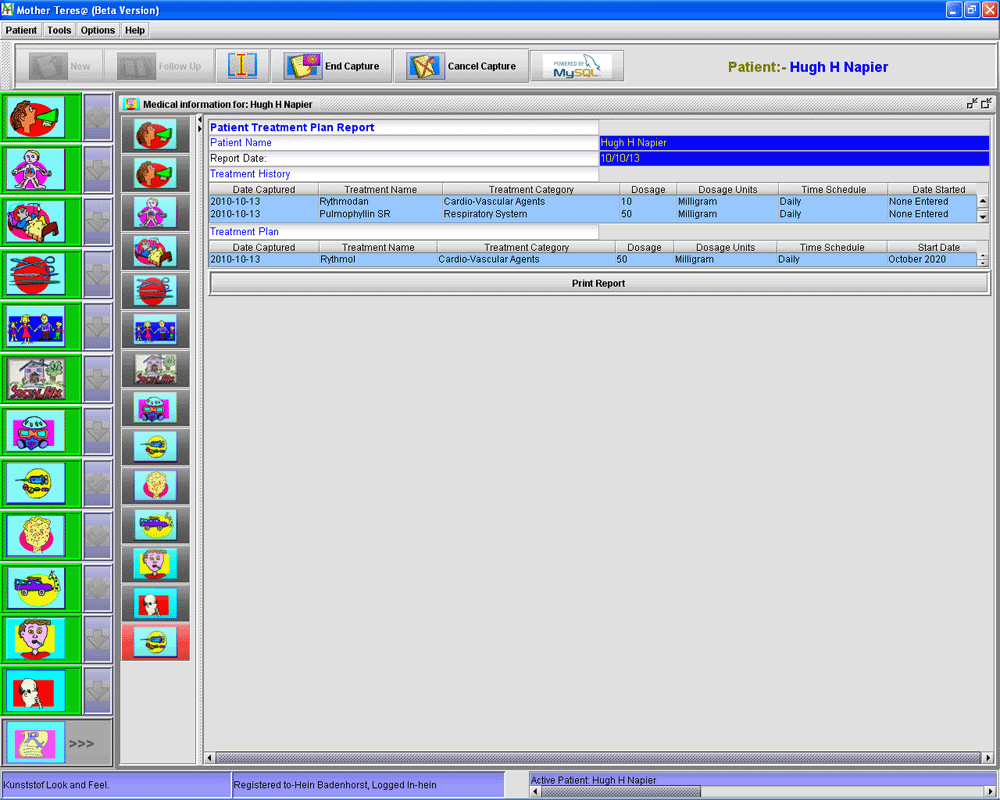 Mother Teres@ (Beta Version)
Patient Tools Options Help
New Follow Up End Capture Cancel Capture POWERED BY MySQL Patient:- Hugh H Napier
Medical information for: Hugh H Napier
Patient Treatment Plan Report
Patient Name Hugh H Napier
Report Date: 10/10/13
Treatment History
Date Captured Treatment Name Treatment Category Dosage Dosage Units Time Schedule Date Started
2010-10-13 Rythmodan Cardio-Vascular Agents 10 Milligram Daily None Entered
2010-10-13 Pulmophyllin SR Respiratory System 50 Milligram Daily None Entered
Treatment Plan
Date Captured Treatment Name Treatment Category Dosage Dosage Units Time Schedule Start Date
2010-10-13 Rythmol Cardio-Vascular Agents 50 Milligram Daily October 2020
Print Report
>>>
Kunststof Look and Feel. Registered to-Hein Badenhorst, Logged In-hein Active Patient: Hugh H Napier